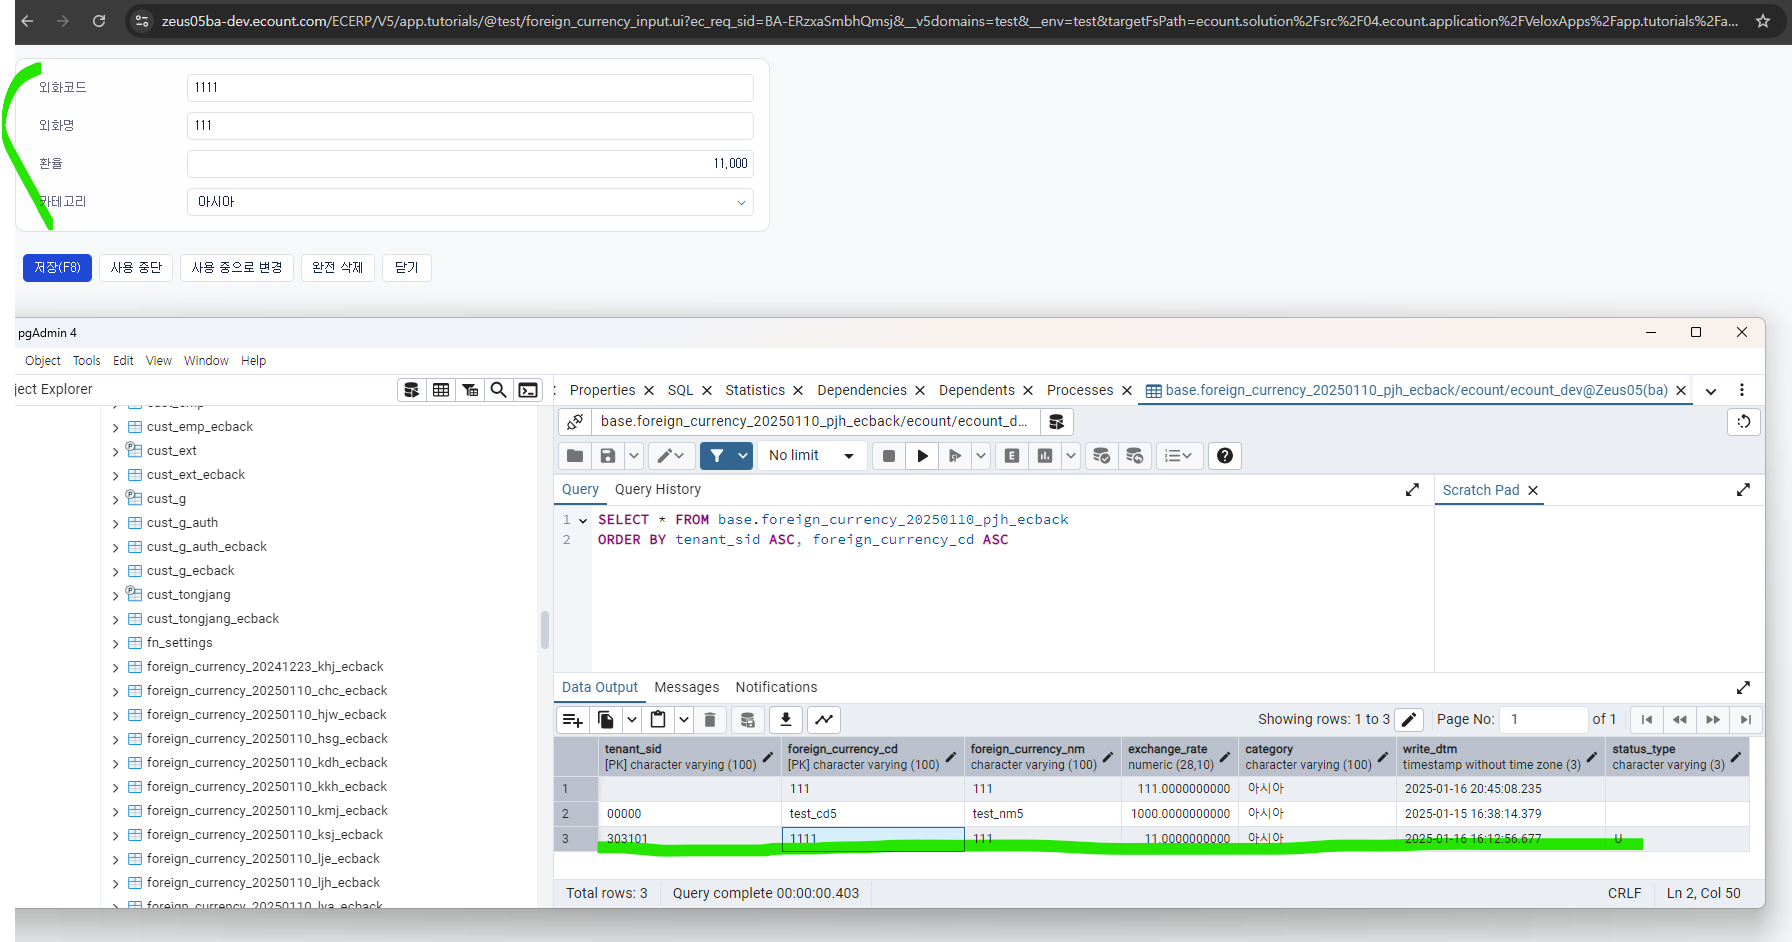 zeus05ba-dev.ecount.com/ECERP/V5/app.tutorials/@test/foreign_currency_input.ui?ec_req_sid=BA-ERzxaSmbhQmsj&__v5domains=test&__env=test&targetFsPath=ecount.solution%2Fsrc%2F04.ecount.application%2FVeloxApps%2Fapp.tutorials%2Fa...
외화코드 1111
외화명 111
환율 11,000
카테고리 아시아
저장(F8) 사용 중단 사용 중으로 변경 완전 삭제 닫기
pgAdmin 4
Object Tools Edit View Window Help
ject Explorer
cust_emp
cust_emp_ecback
cust_ext
cust_ext_ecback
cust_g
cust_g_auth
cust_g_auth_ecback
cust_g_ecback
cust_tongjang
cust_tongjang_ecback
fn_settings
foreign_currency_20241223_khj_ecback
foreign_currency_20250110_chc_ecback
foreign_currency_20250110_hjw_ecback
foreign_currency_20250110_hsg_ecback
foreign_currency_20250110_kdh_ecback
foreign_currency_20250110_kkh_ecback
foreign_currency_20250110_kmj_ecback
foreign_currency_20250110_ksj_ecback
foreign_currency_20250110_lje_ecback
foreign_currency_20250110_ljh_ecback
foreign_currency_20250110_lya_ecback
Properties SQL Statistics Dependencies Dependents Processes base.foreign_currency_20250110_pjh_ecback/ecount/ecount_dev@Zeus05(ba)
base.foreign_currency_20250110_pjh_ecback/ecount/ecount_d...
No limit
Query Query History
Scratch Pad
1 SELECT * FROM base.foreign_currency_20250110_pjh_ecback
2 ORDER BY tenant_sid ASC, foreign_currency_cd ASC
Data Output Messages Notifications
Showing rows: 1 to 3 Page No: 1 of 1
tenant_sid foreign_currency_cd foreign_currency_nm exchange_rate category write_dtm status_type
[PK] character varying (100) [PK] character varying (100) character varying (100) numeric (28,10) character varying (100) timestamp without time zone (3) character varying (3)
1 111 111 111.0000000000 아시아 2025-01-16 20:45:08.235
2 00000 test_cd5 test_nm5 1000.0000000000 아시아 2025-01-15 16:38:14.379
3 303101 1111 111 11.0000000000 아시아 2025-01-16 16:12:56.677 U
Total rows: 3 Query complete 00:00:00.403 CRLF Ln 2, Col 50